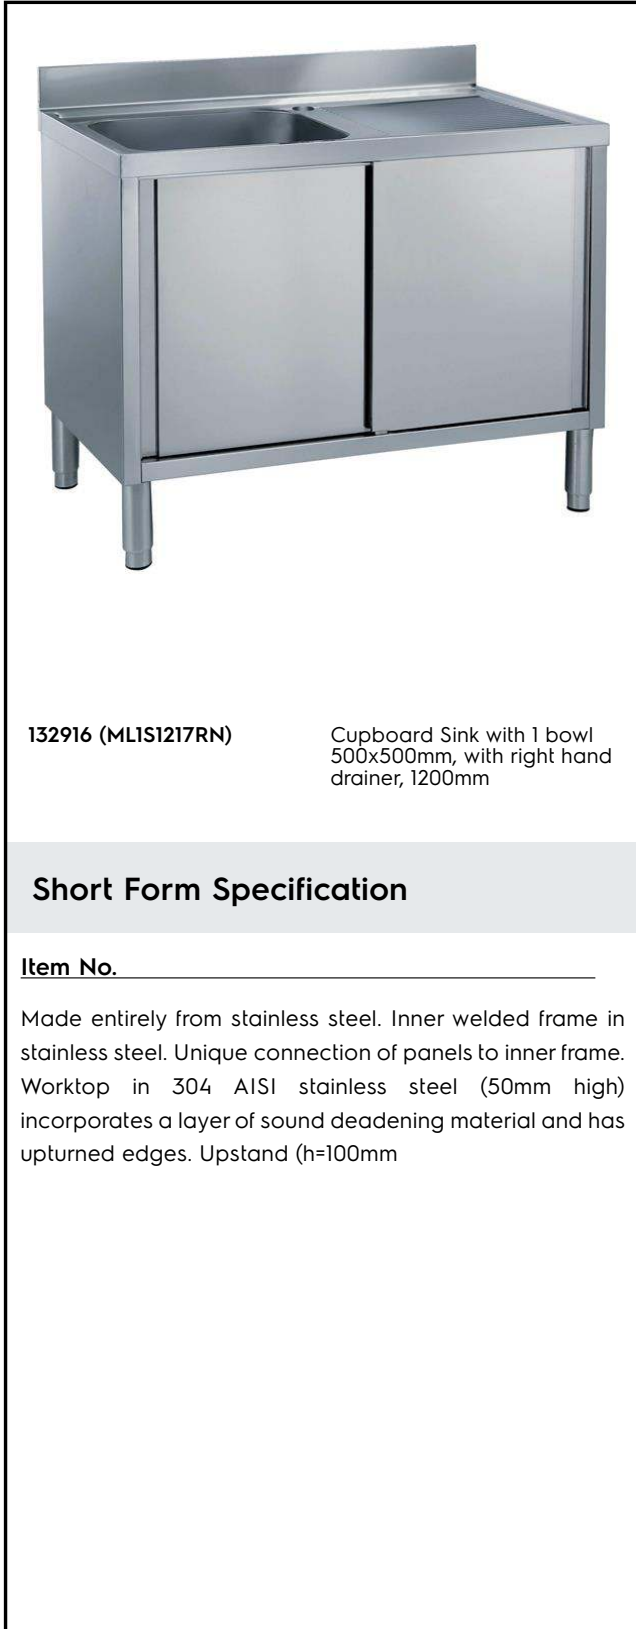 132916 (ML1S1217RN)
Cupboard Sink with 1 bowl
500x500mm, with right hand
drainer, 1200mm
Short Form Specification
Item No.
Made entirely from stainless steel. Inner welded frame in
stainless steel. Unique connection of panels to inner frame.
Worktop in 304 AISI stainless steel (50mm high)
incorporates a layer of sound deadening material and has
upturned edges. Upstand (h=100mm